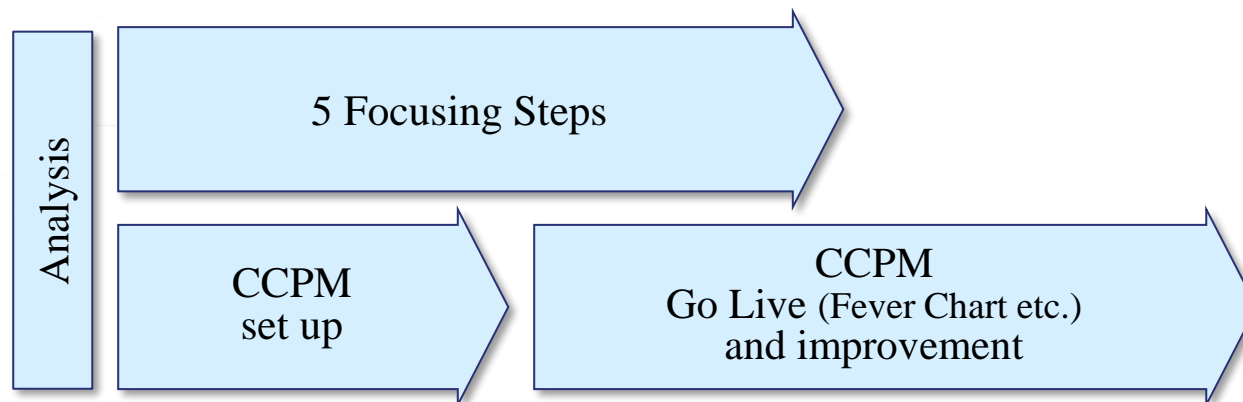 Analysis
5 Focusing Steps
CCPM
set up
CCPM
Go Live (Fever Chart etc.)
and improvement